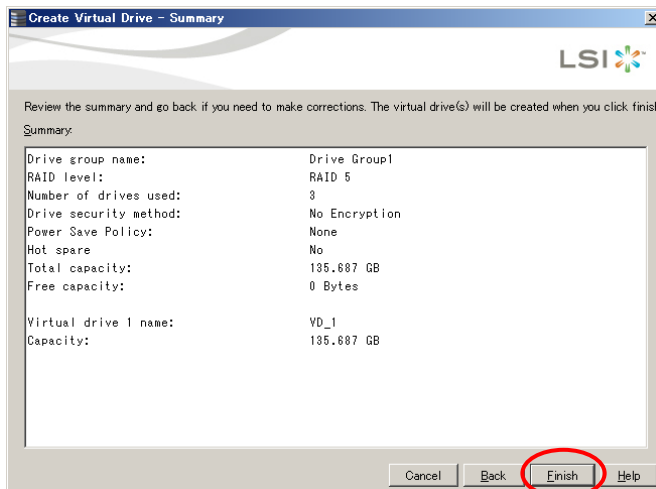 Create Virtual Drive - Summary
LSI
Review the summary and go back if you need to make corrections. The virtual drive(s) will be created when you click finish
Summary:
Drive group name: Drive Group1
RAID level: RAID 5
Number of drives used: 3
Drive security method: No Encryption
Power Save Policy: None
Hot spare No
Total capacity: 135.687 GB
Free capacity: 0 Bytes
Virtual drive 1 name: VD_1
Capacity: 135.687 GB
Cancel Back Finish Help